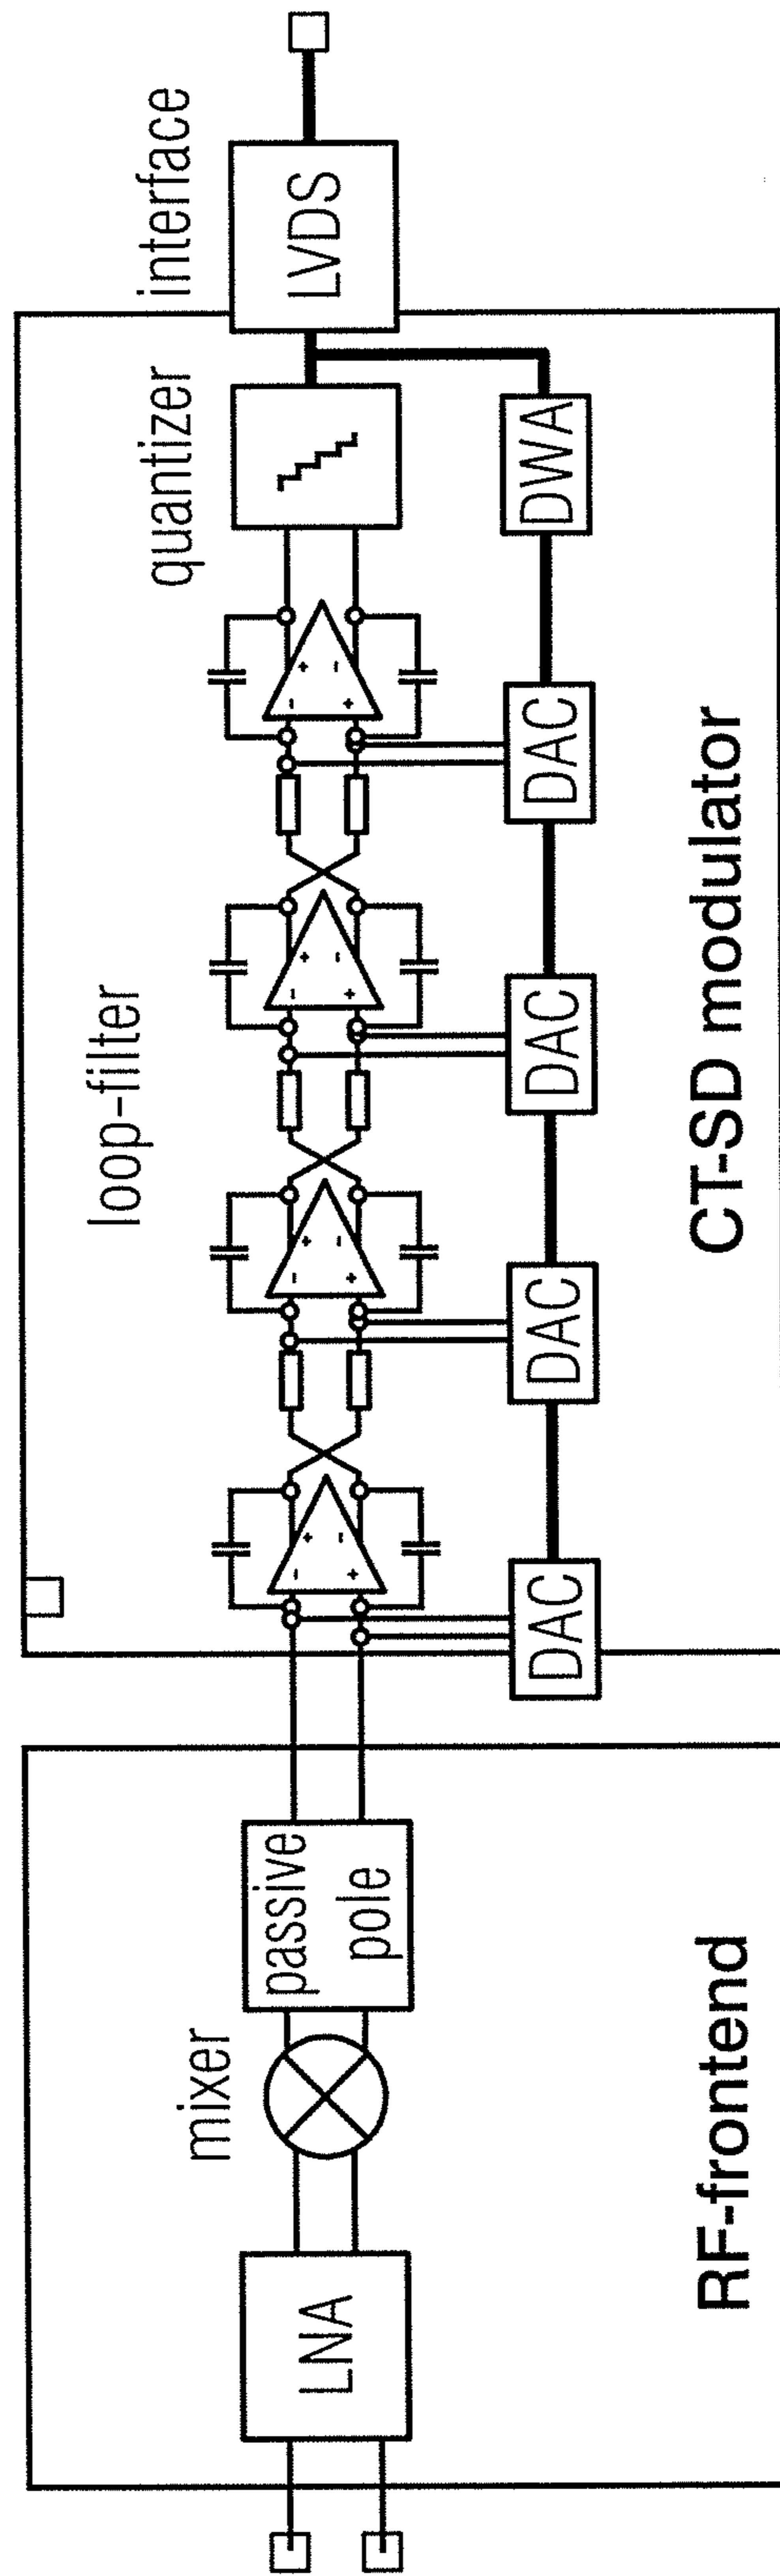 LNA
mixer
passive
pole
RF-frontend
loop-filter
+
-
-
+
+
-
-
+
+
-
-
+
+
-
-
+
DAC
DAC
DAC
DAC
DWA
quantizer
interface
LVDS
CT-SD modulator